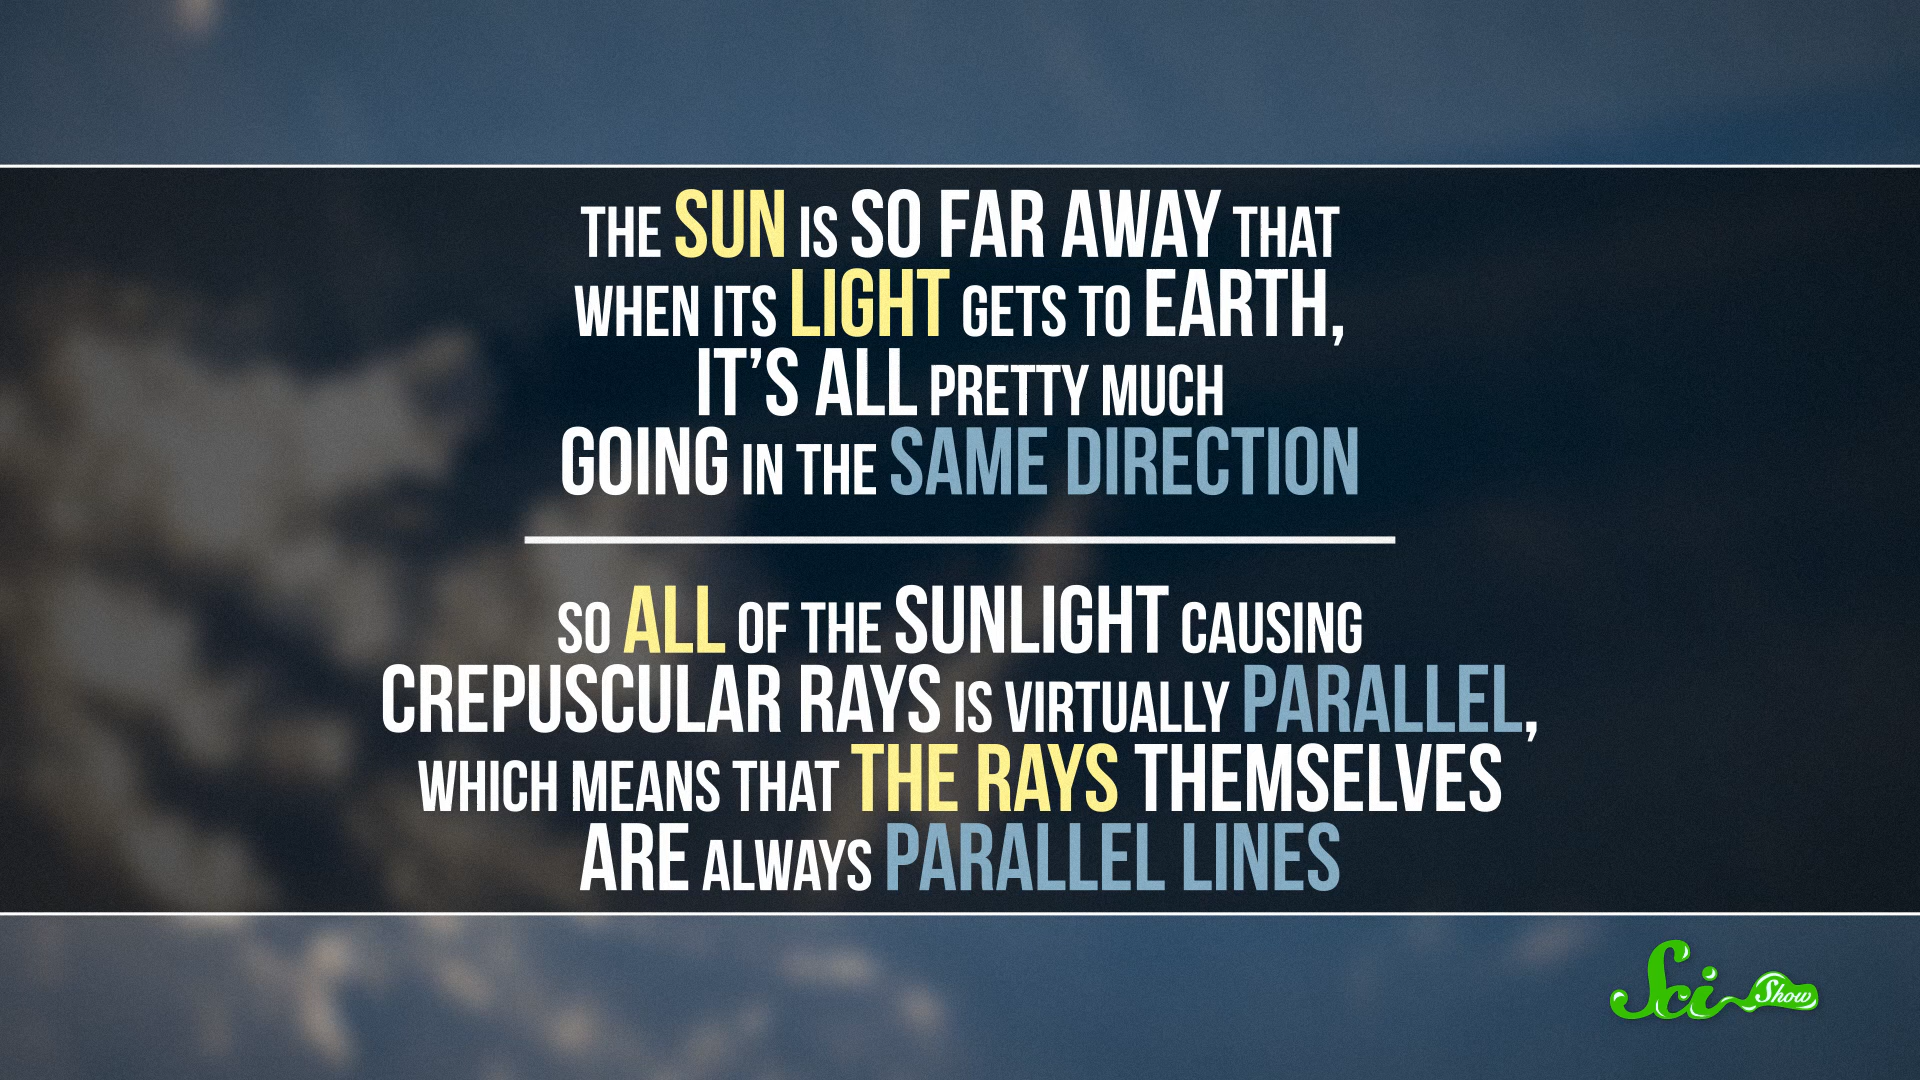 THE SUN IS SO FAR AWAY THAT
WHEN ITS LIGHT GETS TO EARTH,
IT'S ALL PRETTY MUCH
GOING IN THE SAME DIRECTION
SO ALL OF THE SUNLIGHT CAUSING
CREPUSCULAR RAYS IS VIRTUALLY PARALLEL,
WHICH MEANS THAT THE RAYS THEMSELVES
ARE ALWAYS PARALLEL LINES
Sci Show